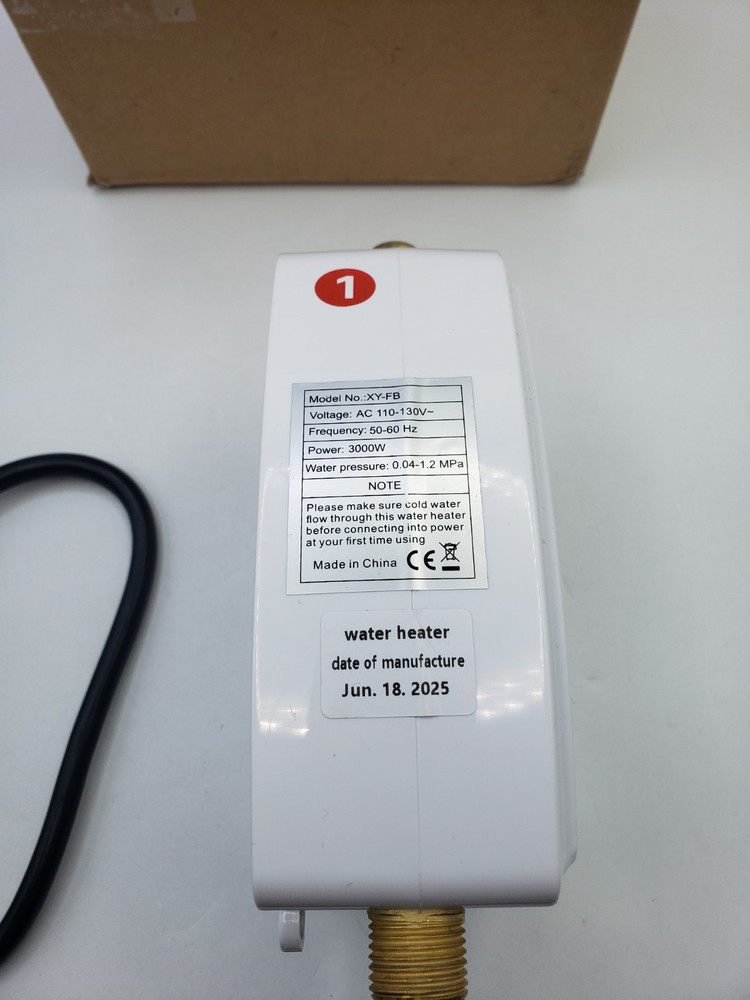 1
Model No.:XY-FB
Voltage: AC 110-130V~
Frequency: 50-60 Hz
Power: 3000W
Water pressure: 0.04-1.2 MPa
NOTE
Please make sure cold water
flow through this water heater
before connecting into power
at your first time using
Made in China CE
water heater
date of manufacture
Jun. 18. 2025